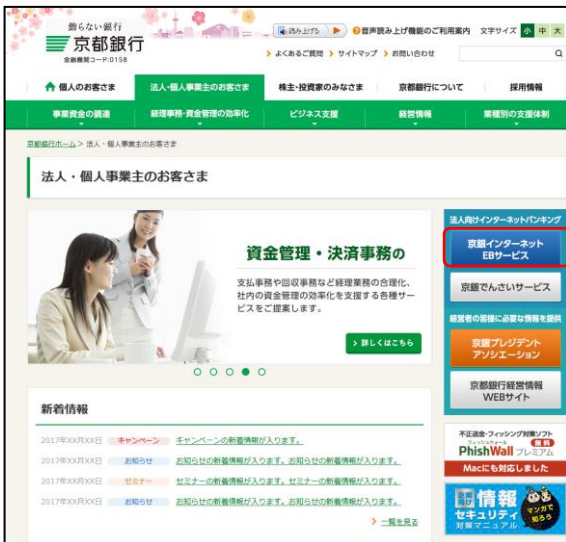 飾らない銀行
京都銀行
金融機関コード:0158
読み上げる
音声読み上げ機能のご利用案内
文字サイズ 小 中 大
よくあるご質問 サイトマップ お問い合わせ
個人のお客さま
法人・個人事業主のお客さま
株主・投資家のみなさま
京都銀行について
採用情報
事業資金の調達
経理事務・資金管理の効率化
ビジネス支援
経営情報
業種別の支援体制
京都銀行ホーム > 法人・個人事業主のお客さま
法人・個人事業主のお客さま
資金管理・決済事務の
支払事務や回収事務など経理業務の合理化、
社内の資金管理の効率化を支援する各種サー
ビスをご提案します。
詳しくはこちら
法人向けインターネットバンキング
京銀インターネット
EBサービス
京銀でんさいサービス
経営者の皆様に必要な情報を提供
京銀プレジデント
アソシエーション
京都銀行経営情報
WEBサイト
新着情報
2017年XX月XX日 キャンペーン キャンペーンの新着情報が入ります。
2017年XX月XX日 お知らせ お知らせの新着情報が入ります。お知らせの新着情報が入ります。
2017年XX月XX日 セミナー セミナーの新着情報が入ります。セミナーの新着情報が入ります。
2017年XX月XX日 お知らせ お知らせの新着情報が入ります。お知らせの新着情報が入ります。
一覧を見る
不正送金・フィッシング対策ソフト
フィッシュウォール 無料
PhishWall プレミアム
Macにも対応しました
情報
セキュリティ
対策マニュアル
マンガで
知ろう